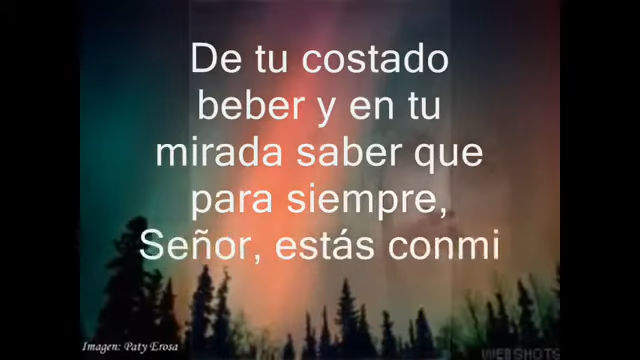 De tu costado
beber y en tu
mirada saber que
para siempre,
Señor, estás conmi
Imagen: Paty Erosa
WEBSHOTS